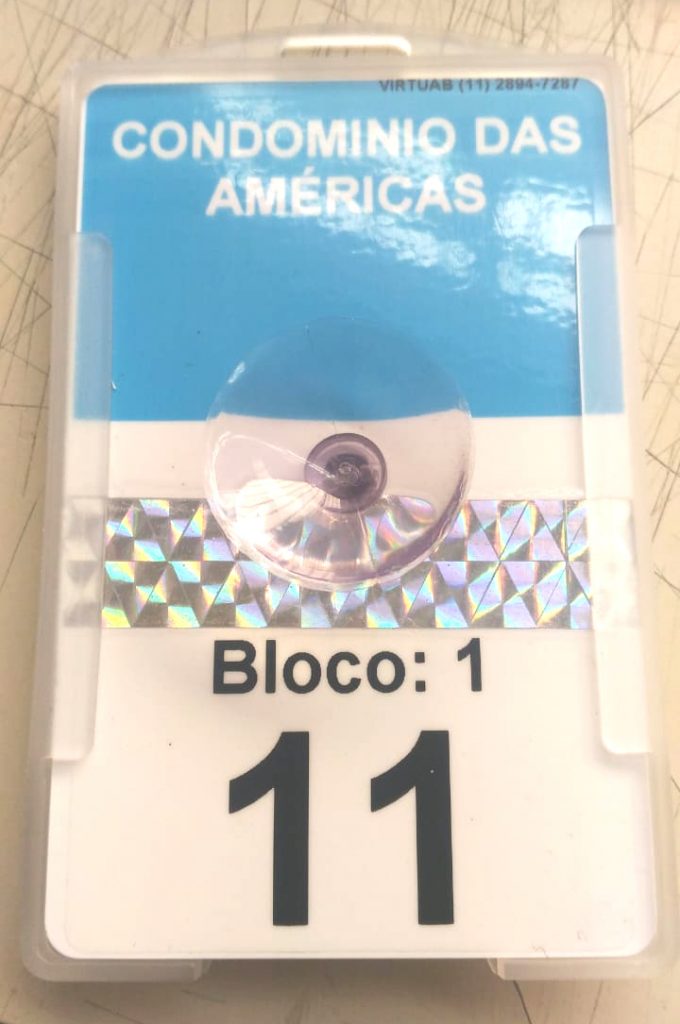 VIRTUAB (11) 2894-7287
CONDOMINIO DAS
AMÉRICAS
Bloco: 1
11